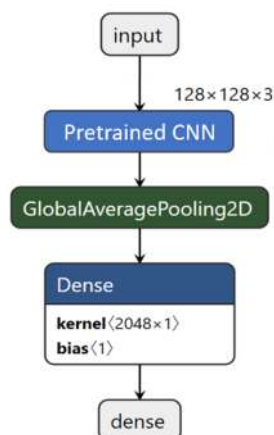 input
128×128×3
Pretrained CNN
GlobalAveragePooling2D
Dense
kernel⟨2048×1⟩
bias⟨1⟩
dense